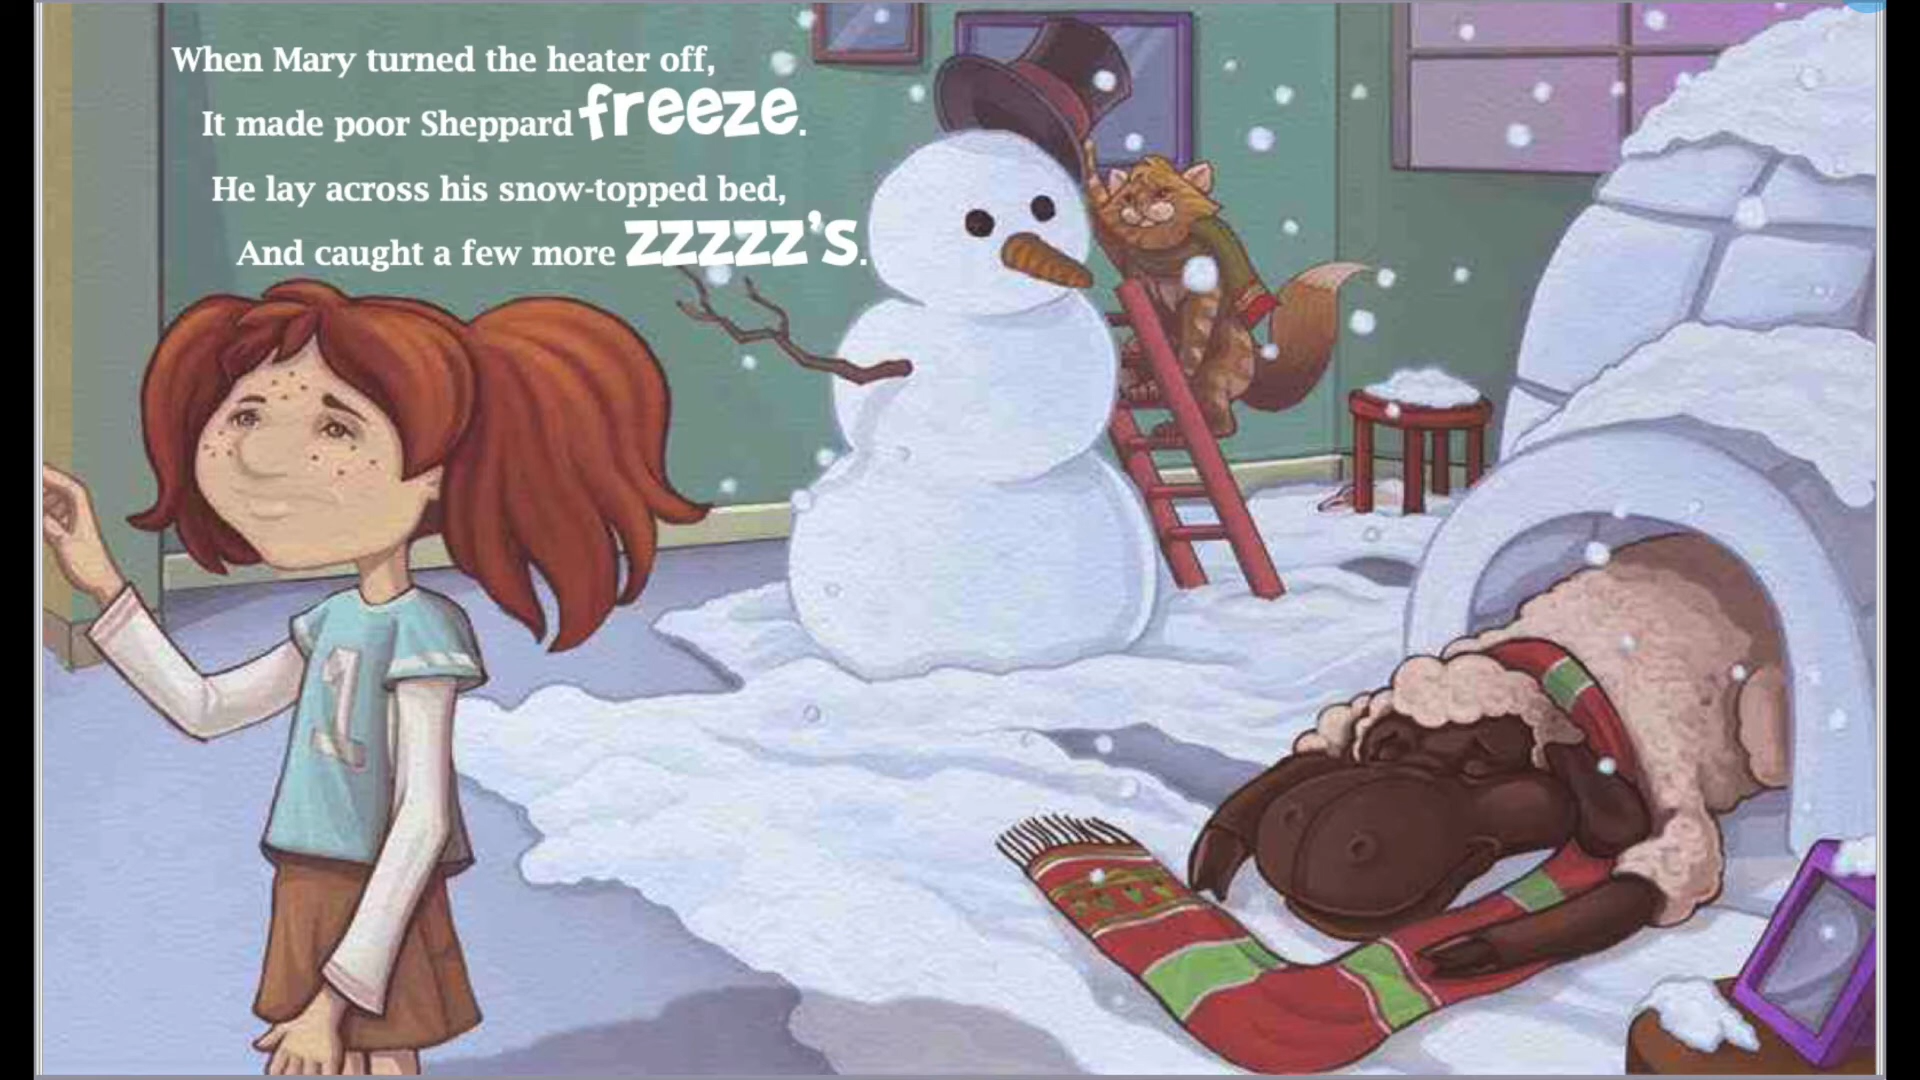 When Mary turned the heater off,
It made poor Sheppard freeze.
He lay across his snow-topped bed,
And caught a few more zzzzz's.
1